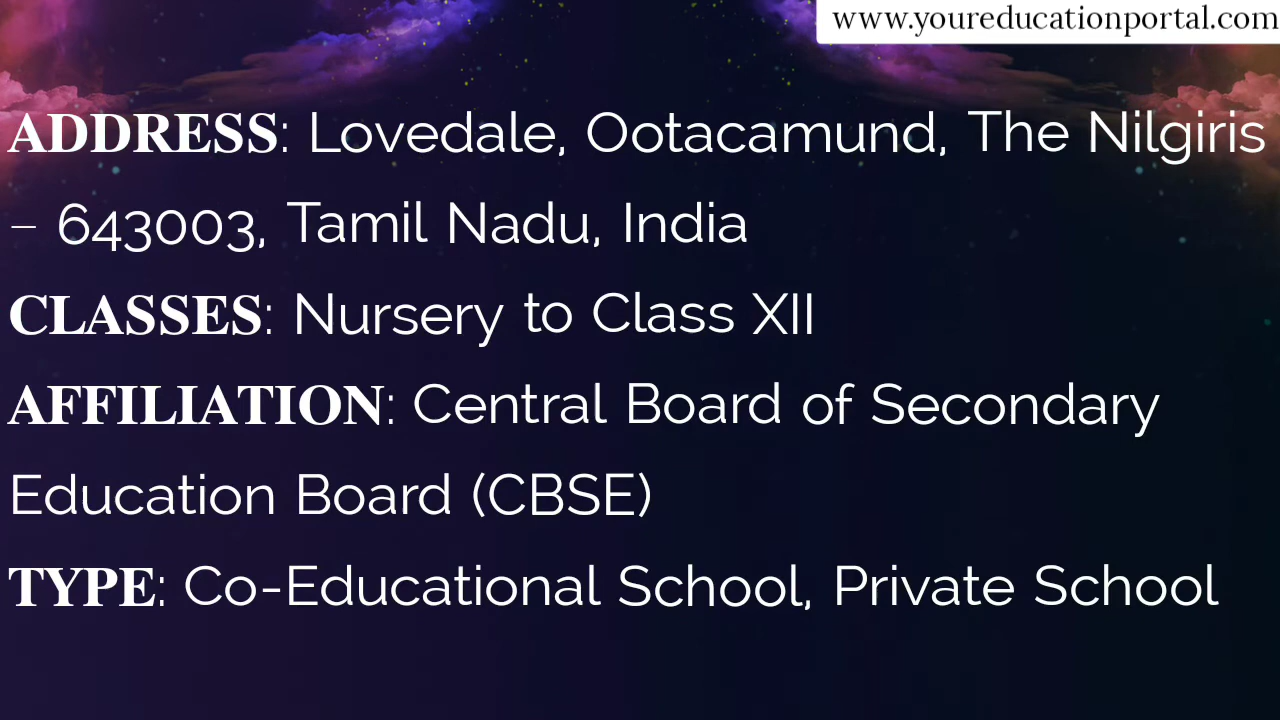 www.youreducationportal.com
ADDRESS: Lovedale, Ootacamund, The Nilgiris
– 643003, Tamil Nadu, India
CLASSES: Nursery to Class XII
AFFILIATION: Central Board of Secondary
Education Board (CBSE)
TYPE: Co-Educational School, Private School